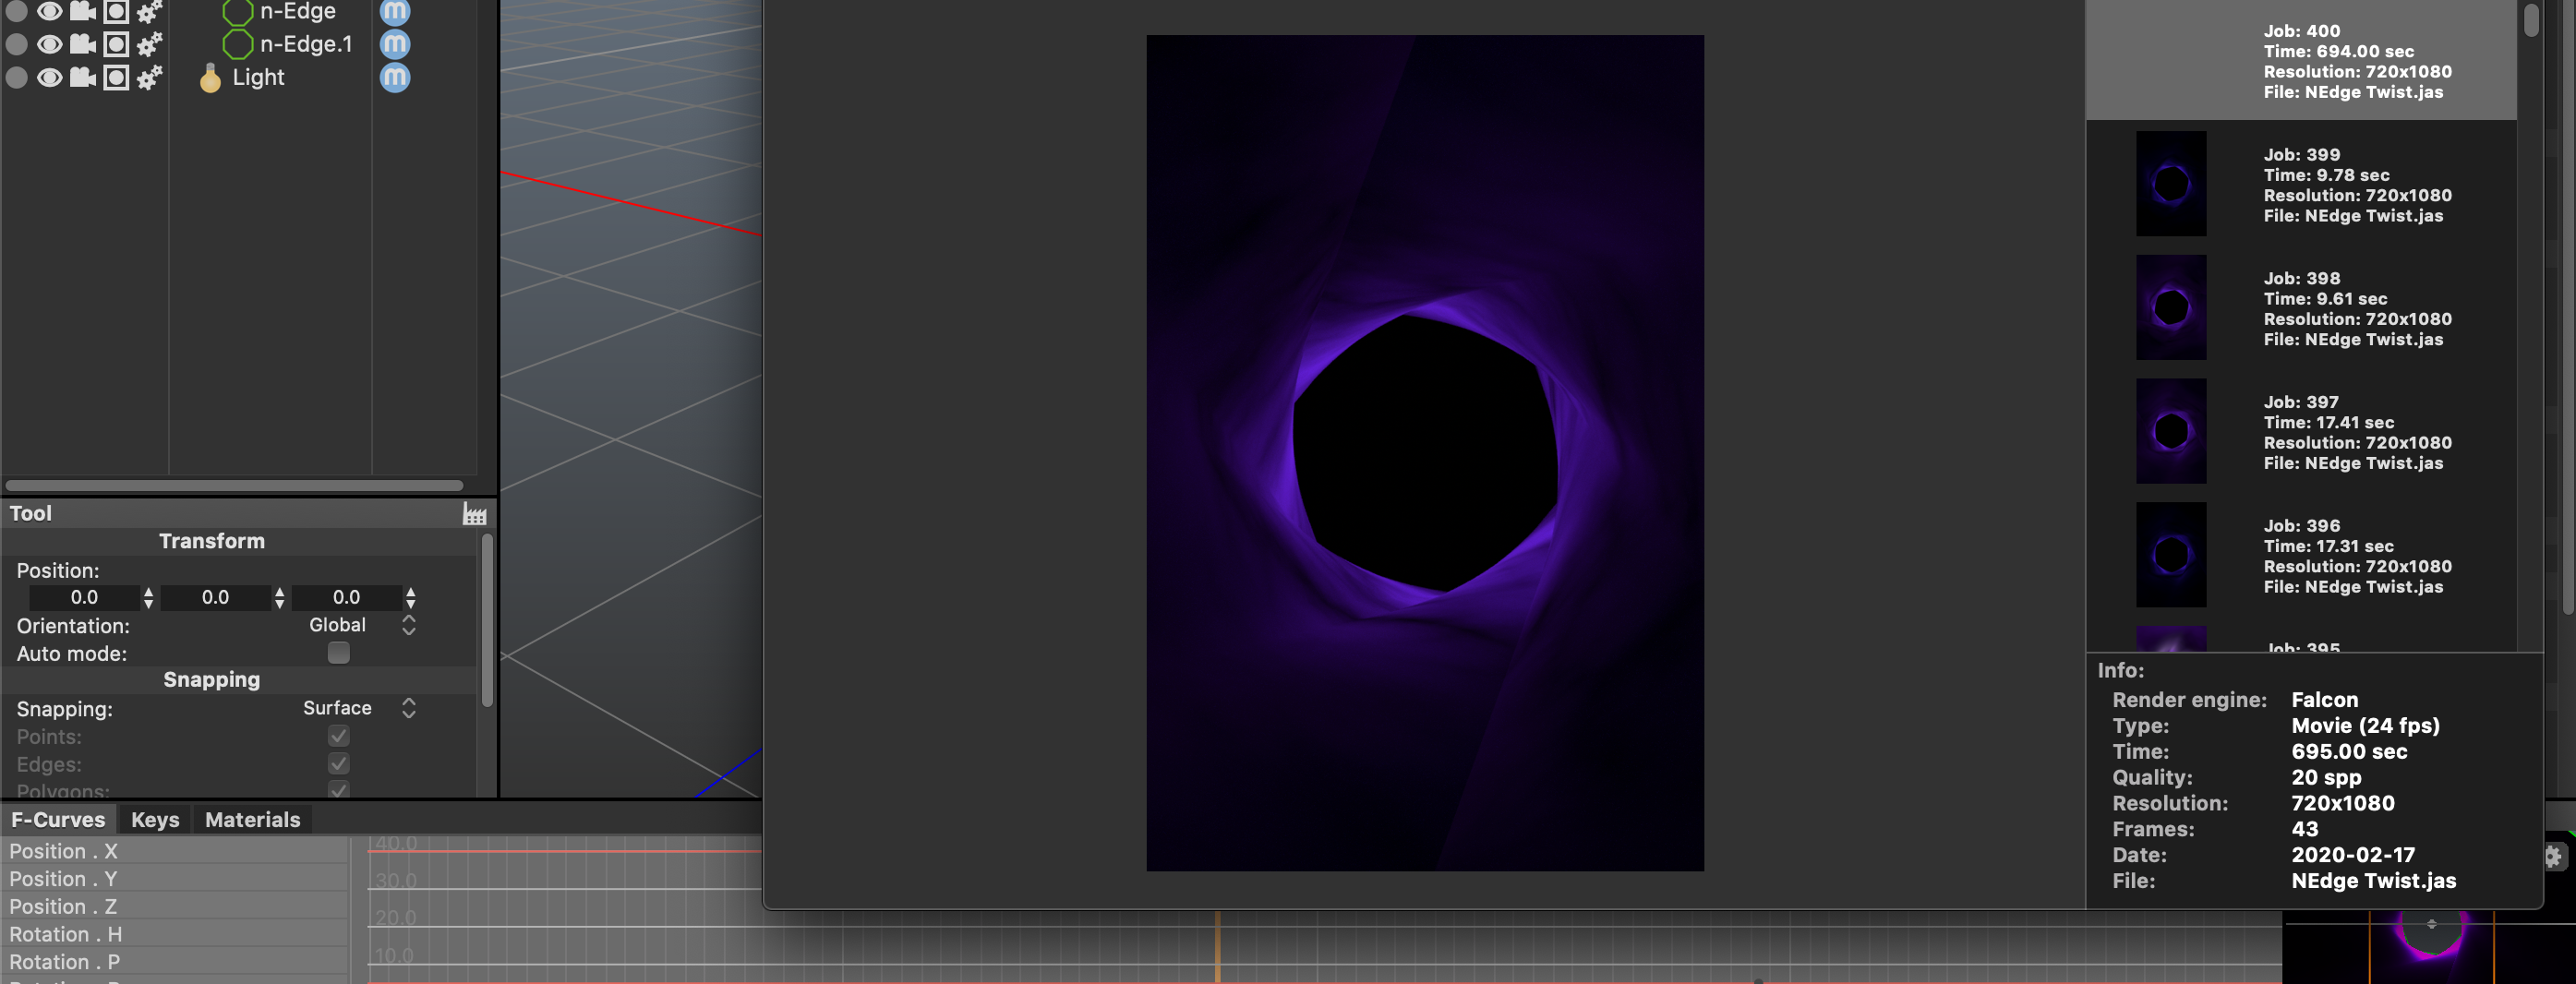 n-Edge
n-Edge.1
Light
Tool
Transform
Position:
0.0 0.0 0.0
Orientation: Global
Auto mode:
Snapping
Snapping: Surface
Points:
Edges:
Polygons:
F-Curves Keys Materials
Position . X
Position . Y
Position . Z
Rotation . H
Rotation . P
40.0
30.0
20.0
10.0
Job: 400
Time: 694.00 sec
Resolution: 720x1080
File: NEdge Twist.jas
Job: 399
Time: 9.78 sec
Resolution: 720x1080
File: NEdge Twist.jas
Job: 398
Time: 9.61 sec
Resolution: 720x1080
File: NEdge Twist.jas
Job: 397
Time: 17.41 sec
Resolution: 720x1080
File: NEdge Twist.jas
Job: 396
Time: 17.31 sec
Resolution: 720x1080
File: NEdge Twist.jas
Job: 395
Info:
Render engine: Falcon
Type: Movie (24 fps)
Time: 695.00 sec
Quality: 20 spp
Resolution: 720x1080
Frames: 43
Date: 2020-02-17
File: NEdge Twist.jas